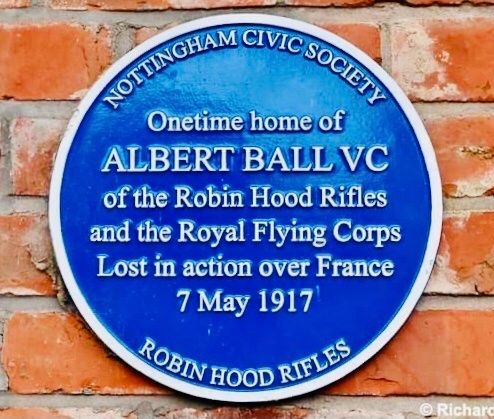 NOTTINGHAM CIVIC SOCIETY
Onetime home of
ALBERT BALL VC
of the Robin Hood Rifles
and the Royal Flying Corps
Lost in action over France
7 May 1917
ROBIN HOOD RIFLES
© Richard